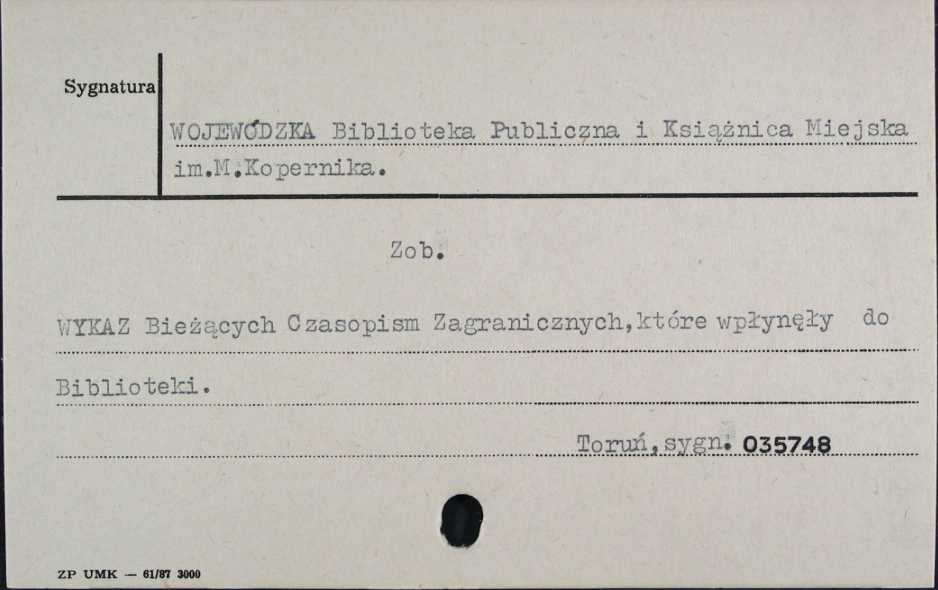 Sygnatura
WOJEWÓDZKA Biblioteka Publiczna i Książnica Miejska
im.M.Kopernika.
Zob.
WYKAZ Bieżących Czasopism Zagranicznych,które wpłynęły do
Biblioteki.
Toruń,sygn. 035748
ZP UMK — 61/87 3000